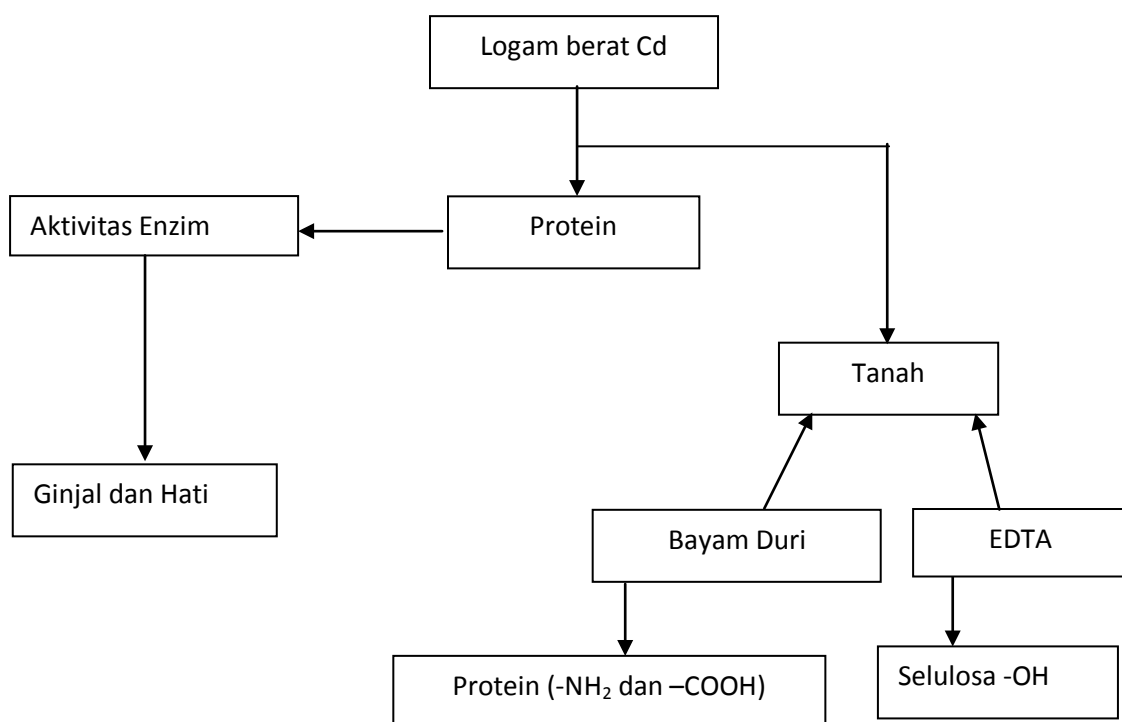 Logam berat Cd
Protein
Aktivitas Enzim
Tanah
Ginjal dan Hati
Bayam Duri
EDTA
Protein (-NH₂ dan –COOH)
Selulosa -OH